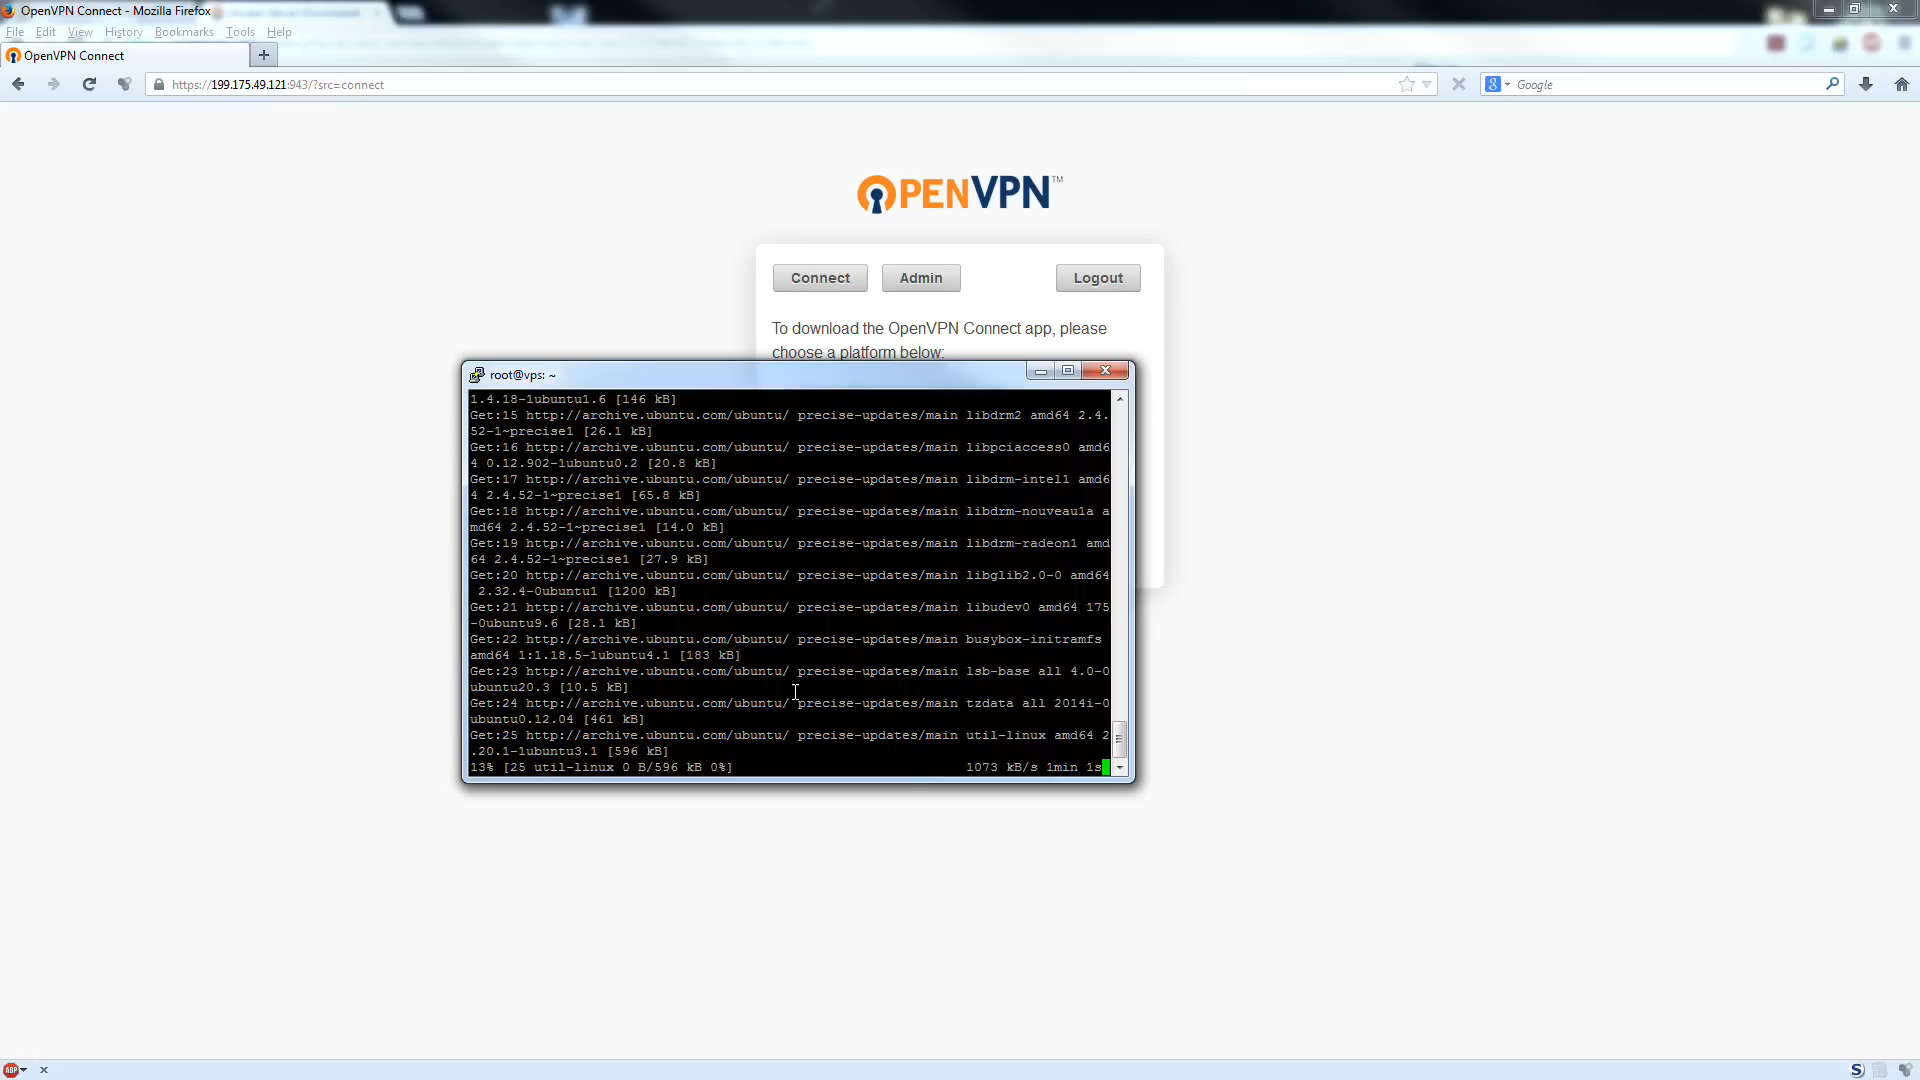 OpenVPN Connect - Mozilla Firefox
File Edit View History Bookmarks Tools Help
OpenVPN Connect
https://199.175.49.121:943/?src=connect
Google
OPENVPN™
Connect Admin Logout
To download the OpenVPN Connect app, please
choose a platform below:
root@vps: ~
1.4.18-1ubuntu1.6 [146 kB]
Get:15 http://archive.ubuntu.com/ubuntu/ precise-updates/main libdrm2 amd64 2.4.
52-1~precise1 [26.1 kB]
Get:16 http://archive.ubuntu.com/ubuntu/ precise-updates/main libpciaccess0 amd6
4 0.12.902-1ubuntu0.2 [20.8 kB]
Get:17 http://archive.ubuntu.com/ubuntu/ precise-updates/main libdrm-intel1 amd6
4 2.4.52-1~precise1 [65.8 kB]
Get:18 http://archive.ubuntu.com/ubuntu/ precise-updates/main libdrm-nouveau1a a
md64 2.4.52-1~precise1 [14.0 kB]
Get:19 http://archive.ubuntu.com/ubuntu/ precise-updates/main libdrm-radeon1 amd
64 2.4.52-1~precise1 [27.9 kB]
Get:20 http://archive.ubuntu.com/ubuntu/ precise-updates/main libglib2.0-0 amd64
2.32.4-0ubuntu1 [1200 kB]
Get:21 http://archive.ubuntu.com/ubuntu/ precise-updates/main libudev0 amd64 175
-0ubuntu9.6 [28.1 kB]
Get:22 http://archive.ubuntu.com/ubuntu/ precise-updates/main busybox-initramfs
amd64 1:1.18.5-1ubuntu4.1 [183 kB]
Get:23 http://archive.ubuntu.com/ubuntu/ precise-updates/main lsb-base all 4.0-0
ubuntu20.3 [10.5 kB]
Get:24 http://archive.ubuntu.com/ubuntu/ precise-updates/main tzdata all 2014i-0
ubuntu0.12.04 [461 kB]
Get:25 http://archive.ubuntu.com/ubuntu/ precise-updates/main util-linux amd64 2
.20.1-1ubuntu3.1 [596 kB]
13% [25 util-linux 0 B/596 kB 0%] 1073 kB/s 1min 1s
ABP